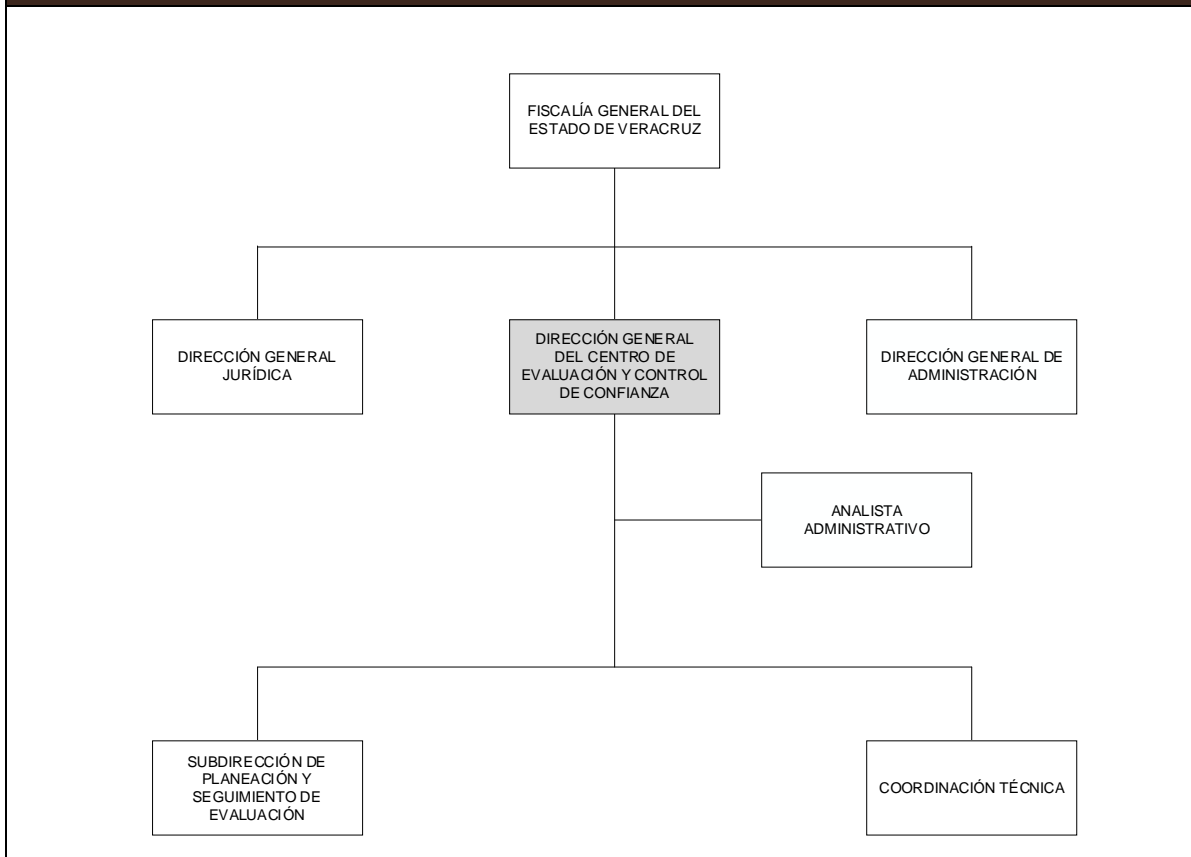 FISCALÍA GENERAL DEL
ESTADO DE VERACRUZ
DIRECCIÓN GENERAL
JURÍDICA
DIRECCIÓN GENERAL
DEL CENTRO DE
EVALUACIÓN Y CONTROL
DE CONFIANZA
DIRECCIÓN GENERAL DE
ADMINISTRACIÓN
ANALISTA
ADMINISTRATIVO
SUBDIRECCIÓN DE
PLANEACIÓN Y
SEGUIMIENTO DE
EVALUACIÓN
COORDINACIÓN TÉCNICA